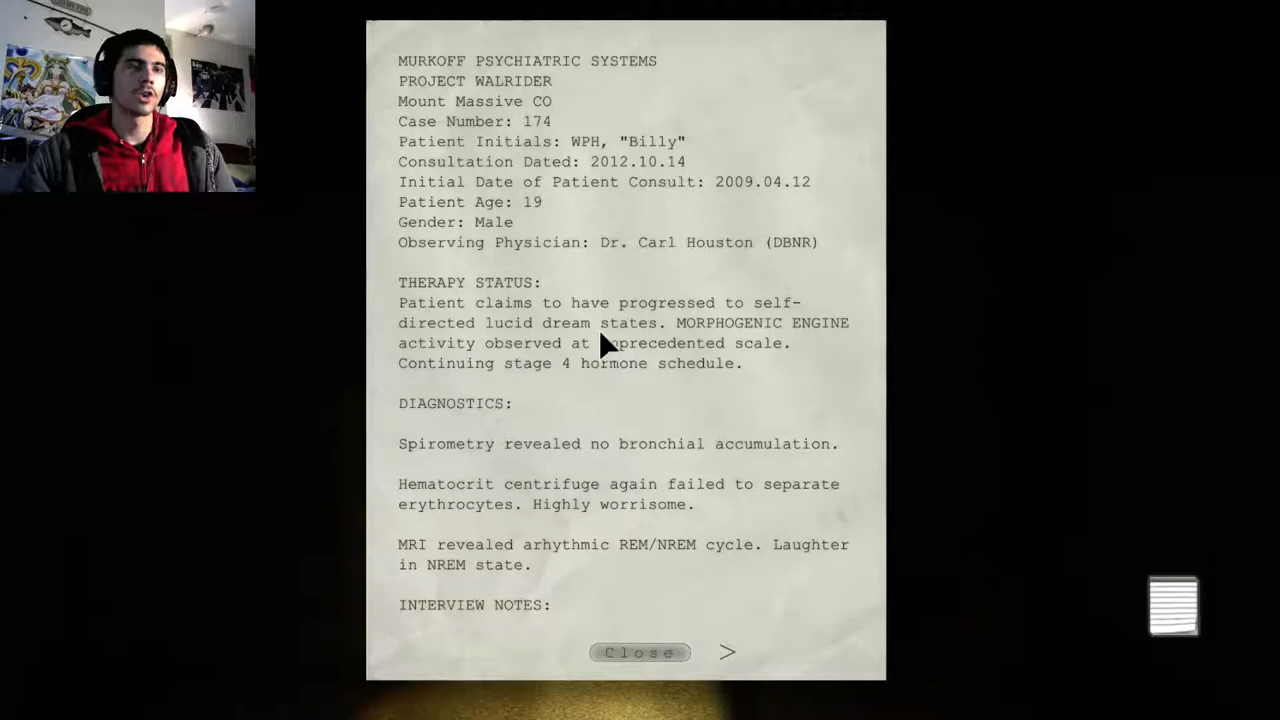 MURKOFF PSYCHIATRIC SYSTEMS
PROJECT WALRIDER
Mount Massive CO
Case Number: 174
Patient Initials: WPH, "Billy"
Consultation Dated: 2012.10.14
Initial Date of Patient Consult: 2009.04.12
Patient Age: 19
Gender: Male
Observing Physician: Dr. Carl Houston (DBNR)
THERAPY STATUS:
Patient claims to have progressed to self-
directed lucid dream states. MORPHOGENIC ENGINE
activity observed at unprecedented scale.
Continuing stage 4 hormone schedule.
DIAGNOSTICS:
Spirometry revealed no bronchial accumulation.
Hematocrit centrifuge again failed to separate
erythrocytes. Highly worrisome.
MRI revealed arhythmic REM/NREM cycle. Laughter
in NREM state.
INTERVIEW NOTES:
Close >